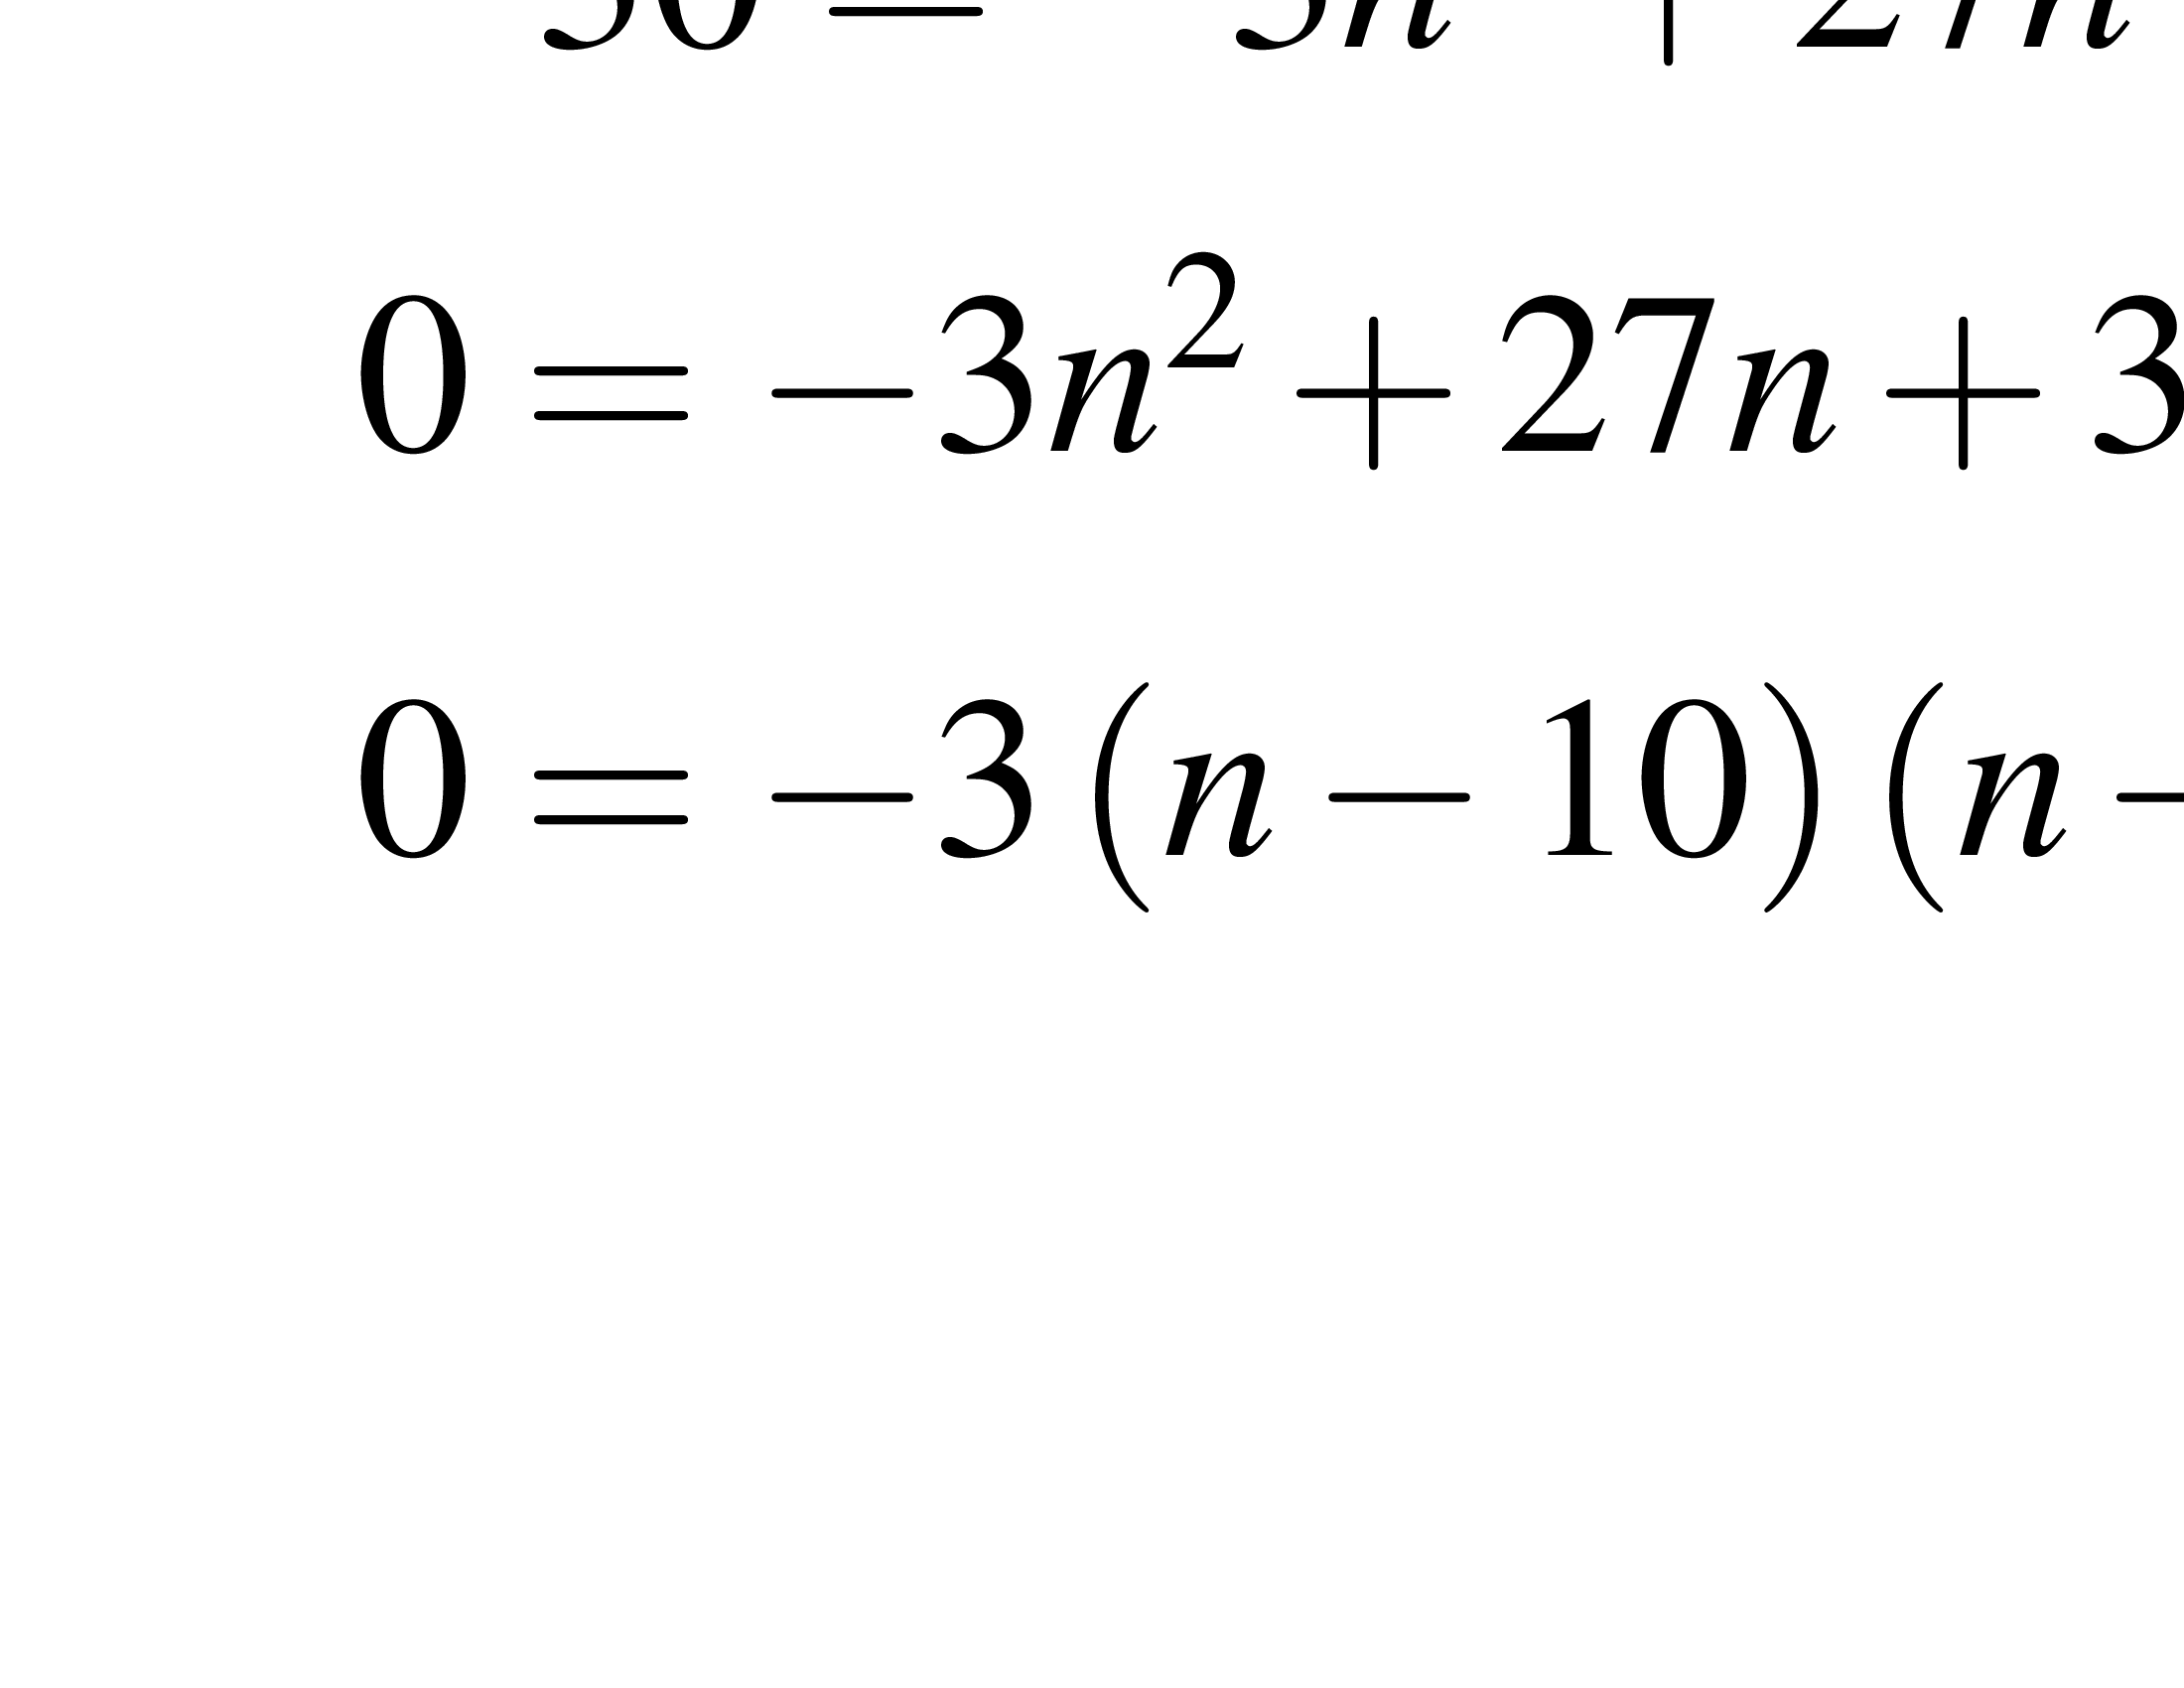 0 = −3n² + 27n + 3
0 = −3 (n − 10) (n −